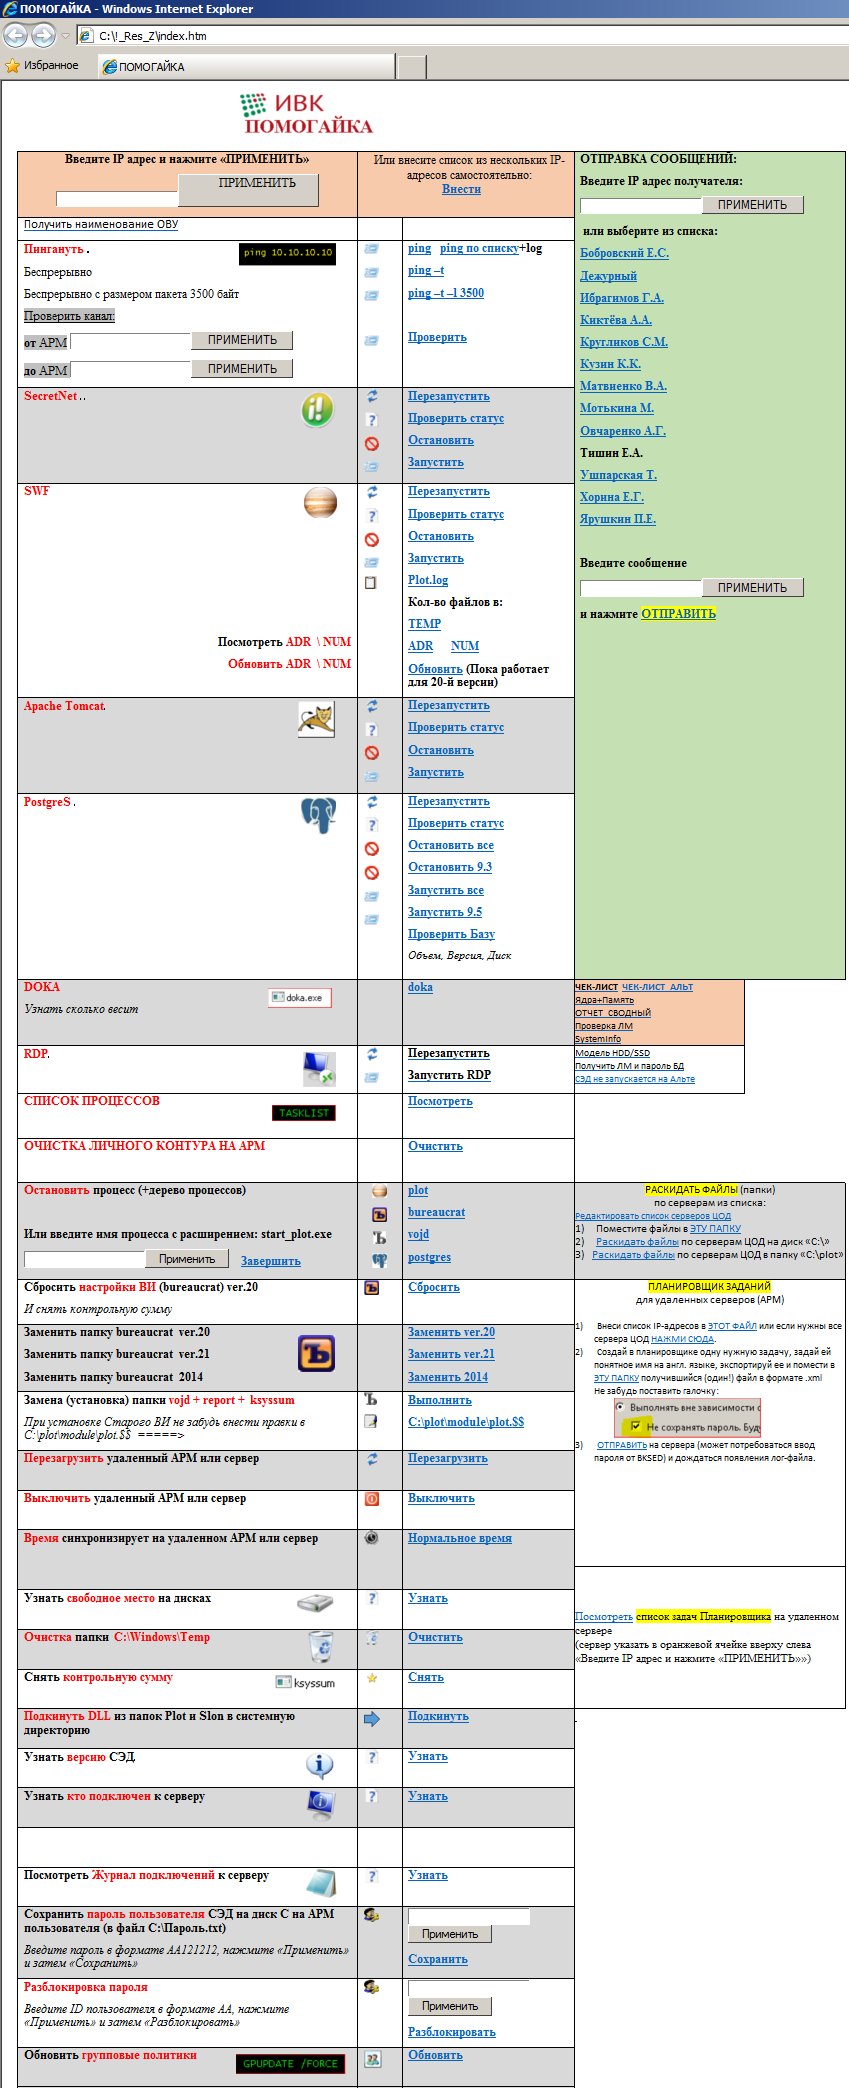 ПОМОГАЙКА - Windows Internet Explorer
C:\!_Res_Z\index.htm
Избранное
ПОМОГАЙКА
ИВК
ПОМОГАЙКА
Введите IP адрес и нажмите «ПРИМЕНИТЬ»
ПРИМЕНИТЬ
Или внесите список из нескольких IP-
адресов самостоятельно:
Внести
Получить наименование ОВУ
Пингануть .
ping 10.10.10.10
ping ping по списку+log
Беспрерывно
ping –t
Беспрерывно с размером пакета 3500 байт
ping –t –l 3500
Проверить канал:
от АРМ
ПРИМЕНИТЬ
Проверить
до АРМ
ПРИМЕНИТЬ
SecretNet . .
Перезапустить
Проверить статус
Остановить
Запустить
SWF
Перезапустить
Проверить статус
Остановить
Запустить
Plot.log
Кол-во файлов в:
TEMP
Посмотреть ADR \ NUM
ADR NUM
Обновить ADR \ NUM
Обновить (Пока работает
для 20-й версии)
Apache Tomcat.
Перезапустить
Проверить статус
Остановить
Запустить
PostgreS .
Перезапустить
Проверить статус
Остановить все
Остановить 9.3
Запустить все
Запустить 9.5
Проверить Базу
Объем, Версия, Диск
ОТПРАВКА СООБЩЕНИЙ:
Введите IP адрес получателя:
ПРИМЕНИТЬ
или выберите из списка:
Бобровский Е.С.
Дежурный
Ибрагимов Г.А.
Киктёва А.А.
Кругликов С.М.
Кузин К.К.
Матвиенко В.А.
Мотькина М.
Овчаренко А.Г.
Тишин Е.А.
Ушпарская Т.
Хорина Е.Г.
Ярушкин П.Е.
Введите сообщение
ПРИМЕНИТЬ
и нажмите ОТПРАВИТЬ
DOKA
Узнать сколько весит
doka.exe
doka
ЧЕК-ЛИСТ ЧЕК-ЛИСТ АЛЬТ
Ядра+Память
ОТЧЕТ СВОДНЫЙ
Проверка ЛМ
SystemInfo
RDP.
Перезапустить
Запустить RDP
Модель HDD/SSD
Получить ЛМ и пароль БД
СЭД не запускается на Альте
СПИСОК ПРОЦЕССОВ
TASKLIST
Посмотреть
ОЧИСТКА ЛИЧНОГО КОНТУРА НА АРМ
Очистить
Остановить процесс (+дерево процессов)
plot
bureaucrat
Или введите имя процесса с расширением: start_plot.exe
vojd
Применить
Завершить
postgres
РАСКИДАТЬ ФАЙЛЫ (папки)
по серверам из списка:
Редактировать список серверов ЦОД
1) Поместите файлы в ЭТУ ПАПКУ
2) Раскидать файлы по серверам ЦОД на диск «C:\»
3) Раскидать файлы по серверам ЦОД в папку «C:\plot»
Сбросить настройки ВИ (bureaucrat) ver.20
И снять контрольную сумму
Сбросить
Заменить папку bureaucrat ver.20
Заменить ver.20
Заменить папку bureaucrat ver.21
Заменить ver.21
Заменить папку bureaucrat 2014
Заменить 2014
Замена (установка) папки vojd + report + ksyssum
Выполнить
При установке Старого ВИ не забудь внести правки в
C:\plot\module\plot.$$ =====>
C:\plot\module\plot.$$
Перезагрузить удаленный АРМ или сервер
Перезагрузить
Выключить удаленный АРМ или сервер
Выключить
Время синхронизирует на удаленном АРМ или сервер
Нормальное время
ПЛАНИРОВЩИК ЗАДАНИЙ
для удаленных серверов (АРМ)
1) Внеси список IP-адресов в ЭТОТ ФАЙЛ или если нужны все
сервера ЦОД НАЖМИ СЮДА.
2) Создай в планировщике одну нужную задачу, задай ей
понятное имя на англ. языке, экспортируй ее и помести в
ЭТУ ПАПКУ получившийся (один!) файл в формате .xml
Не забудь поставить галочку:
Выполнять вне зависимости о
Не сохранять пароль. Буд
3) ОТПРАВИТЬ на сервера (может потребоваться ввод
пароля от BKSED) и дождаться появления лог-файла.
Узнать свободное место на дисках
Узнать
Очистка папки C:\Windows\Temp
Очистить
Снять контрольную сумму
ksyssum
Снять
Посмотреть список задач Планировщика на удаленном
сервере
(сервер указать в оранжевой ячейке вверху слева
«Введите IP адрес и нажмите «ПРИМЕНИТЬ»»)
Подкинуть DLL из папок Plot и Slon в системную
директорию
Подкинуть
Узнать версию СЭД.
Узнать
Узнать кто подключен к серверу
Узнать
Посмотреть Журнал подключений к серверу
Узнать
Сохранить пароль пользователя СЭД на диск С на АРМ
пользователя (в файл C:\Пароль.txt)
Введите пароль в формате AA121212, нажмите «Применить»
и затем «Сохранить»
Применить
Сохранить
Разблокировка пароля
Введите ID пользователя в формате АА, нажмите
«Применить» и затем «Разблокировать»
Применить
Разблокировать
Обновить групповые политики
GPUPDATE /FORCE
Обновить